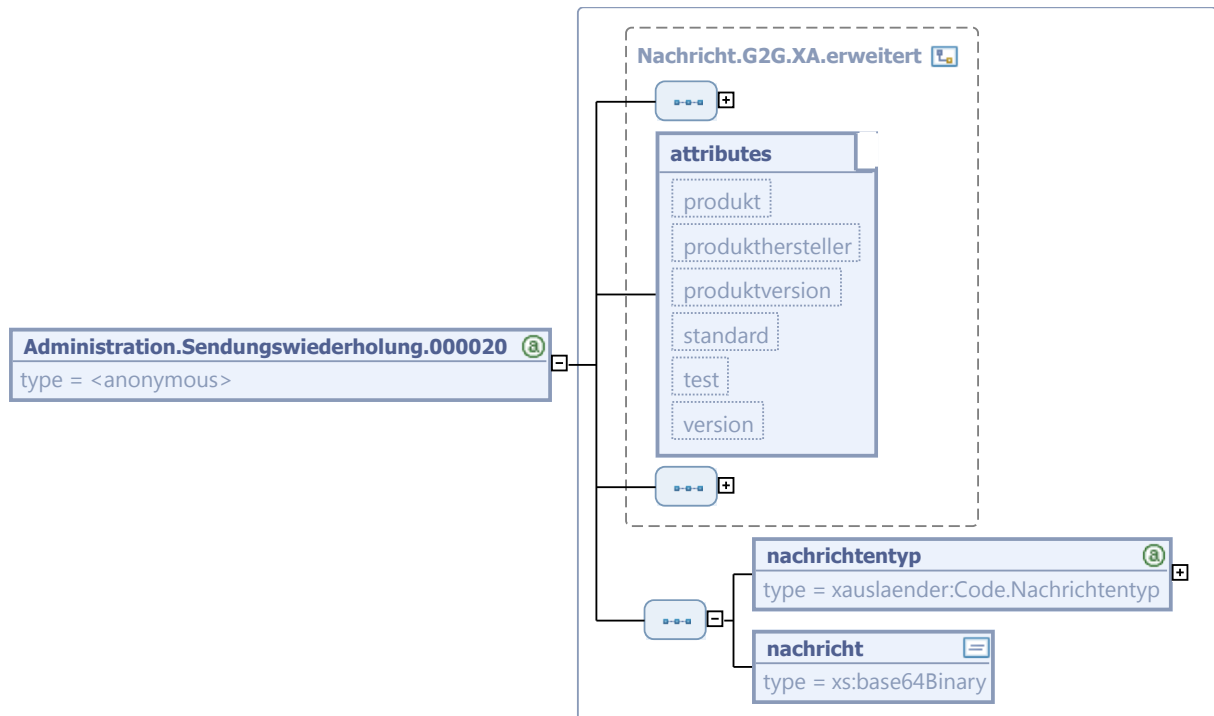 Nachricht.G2G.XA.erweitert
attributes
produkt
produkthersteller
produktversion
standard
test
version
Administration.Sendungswiederholung.000020
type = <anonymous>
nachrichtentyp
type = xauslaender:Code.Nachrichtentyp
nachricht
type = xs:base64Binary